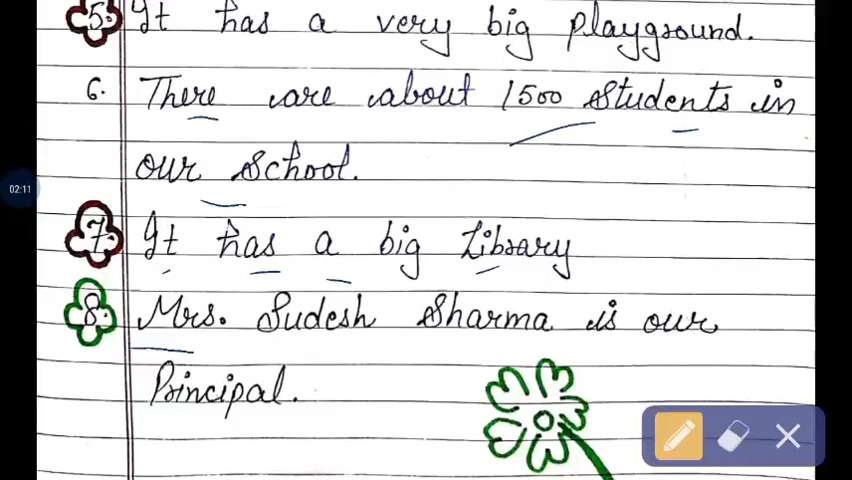 5. It has a very big playground.
6. There are about 1500 students in
our school.
7. It has a big Library
02:11
8. Mrs. Sudesh Sharma is our
Principal.